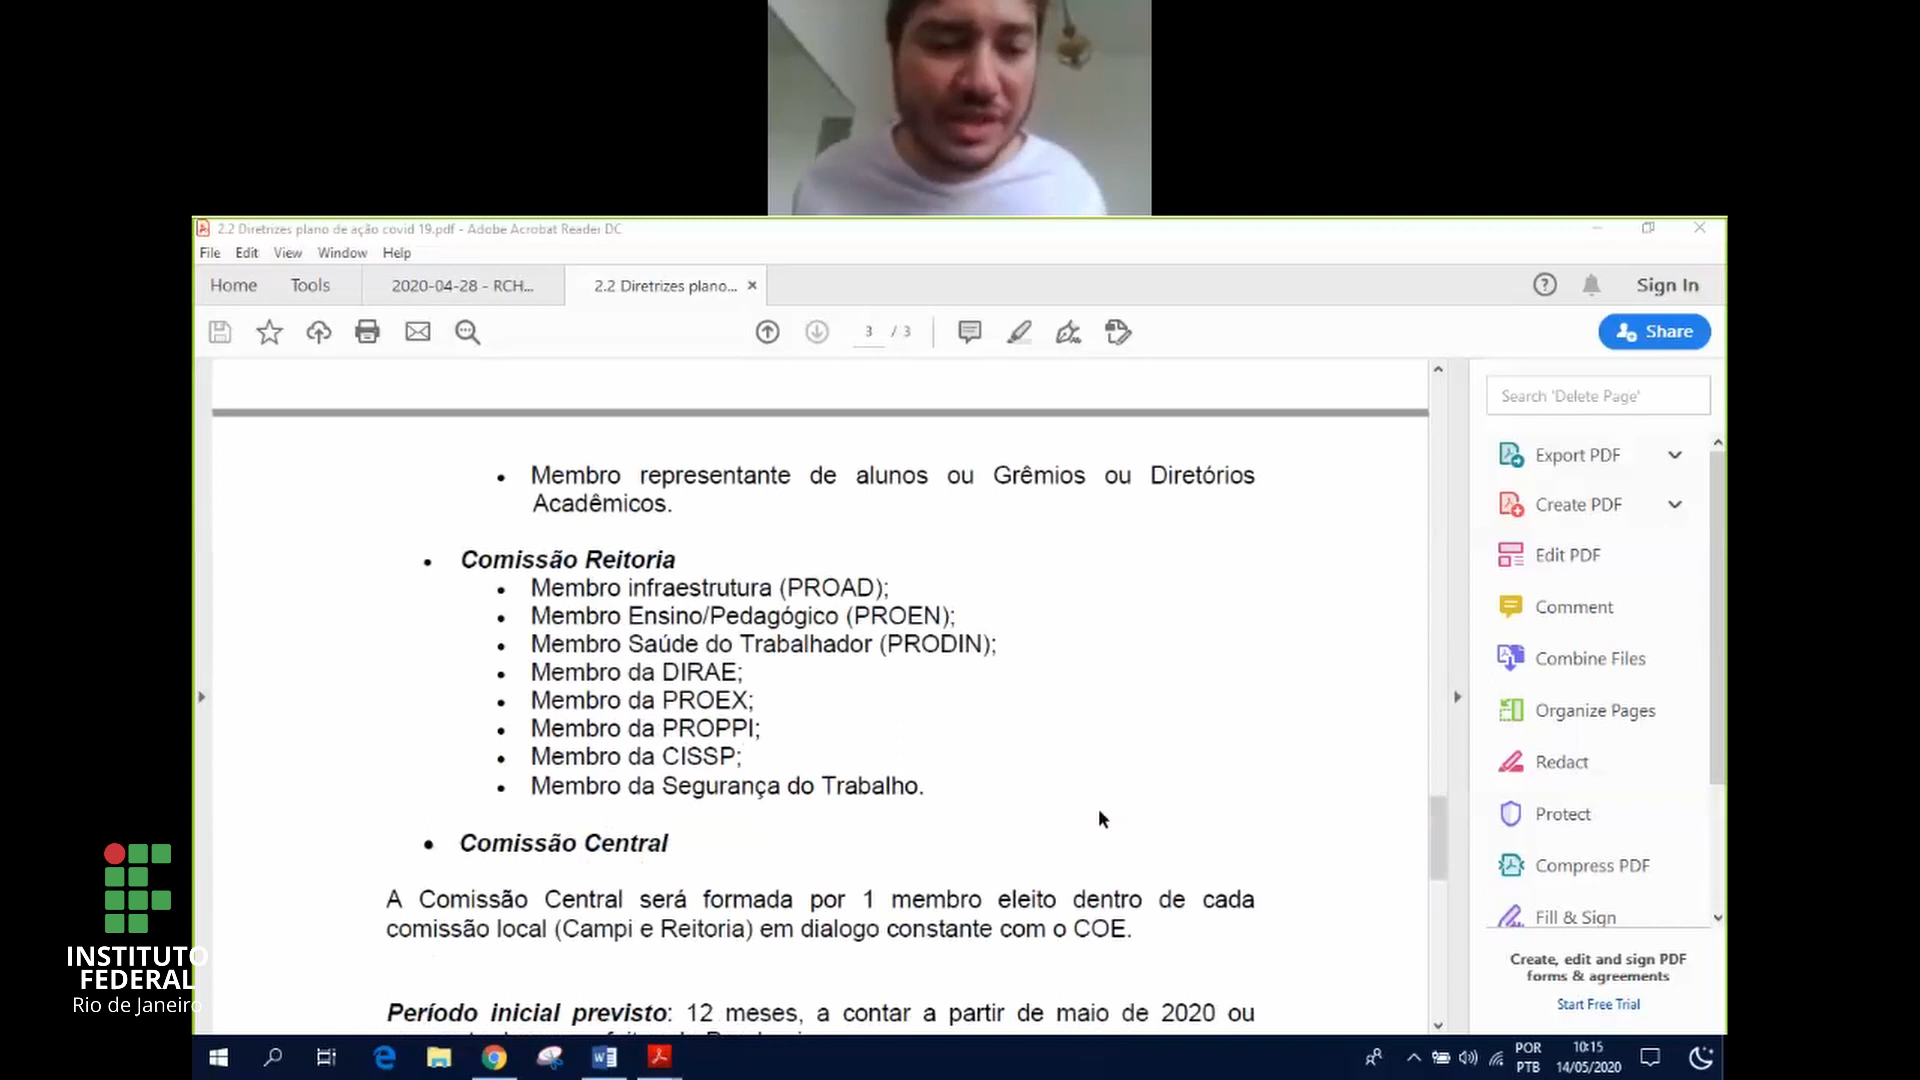 2.2 Diretrizes plano de ação covid 19.pdf - Adobe Acrobat Reader DC
File Edit View Window Help
Home Tools 2020-04-28 - RCH... 2.2 Diretrizes plano... Sign In
3 / 3 Share
Search 'Delete Page'
• Membro representante de alunos ou Grêmios ou Diretórios
Acadêmicos.
• Comissão Reitoria
• Membro infraestrutura (PROAD);
• Membro Ensino/Pedagógico (PROEN);
• Membro Saúde do Trabalhador (PRODIN);
• Membro da DIRAE;
• Membro da PROEX;
• Membro da PROPPI;
• Membro da CISSP;
• Membro da Segurança do Trabalho.
• Comissão Central
A Comissão Central será formada por 1 membro eleito dentro de cada
comissão local (Campi e Reitoria) em dialogo constante com o COE.
Período inicial previsto: 12 meses, a contar a partir de maio de 2020 ou
Export PDF
Create PDF
Edit PDF
Comment
Combine Files
Organize Pages
Redact
Protect
Compress PDF
Fill & Sign
Create, edit and sign PDF
forms & agreements
Start Free Trial
INSTITUTO
FEDERAL
Rio de Janeiro
POR
PTB
10:15
14/05/2020